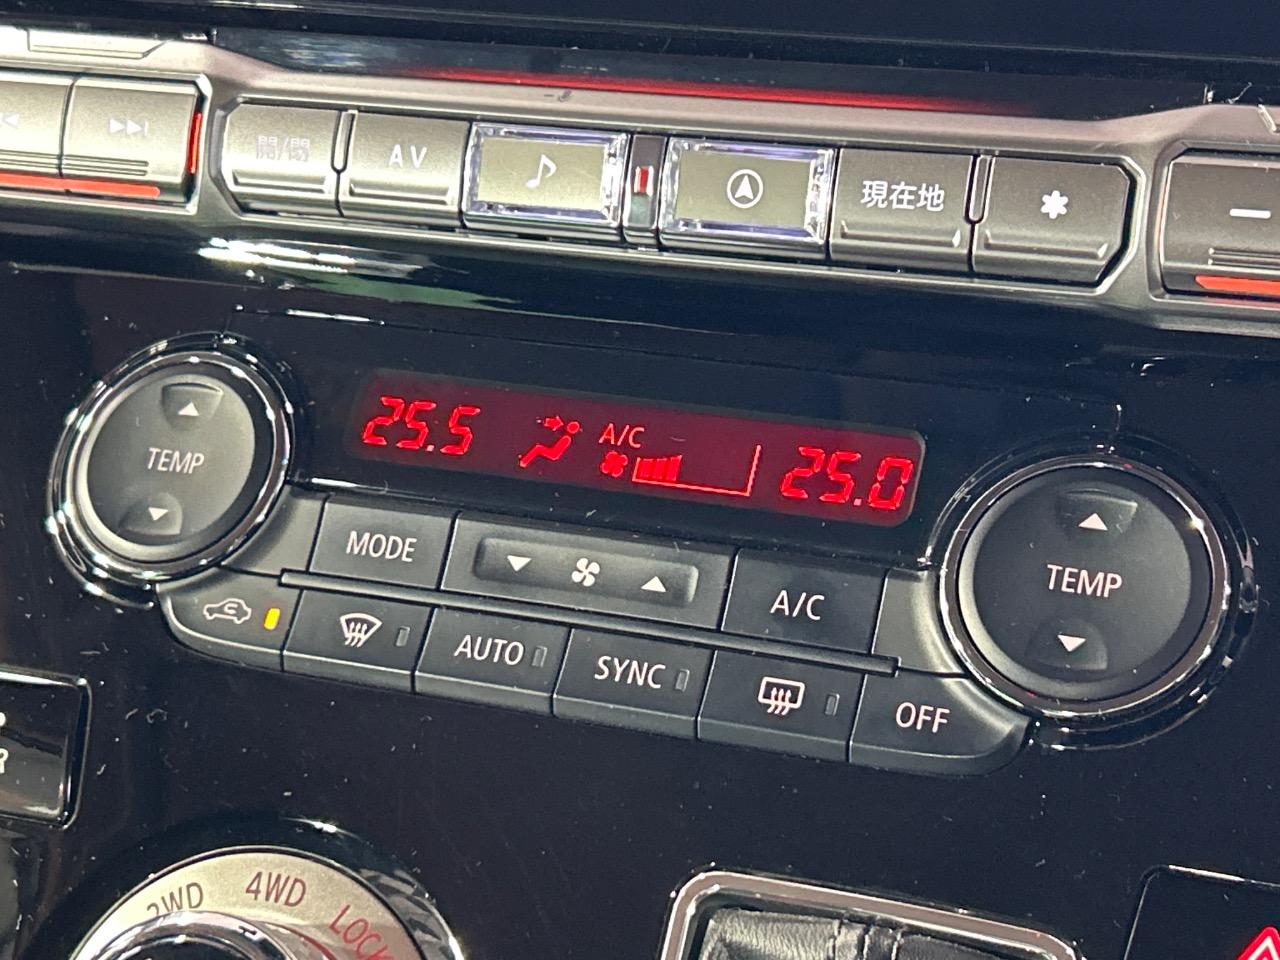 開/閉
AV
現在地
25.5
A/C
25.0
TEMP
MODE
A/C
TEMP
AUTO
SYNC
OFF
R
2WD
4WD
LOCK